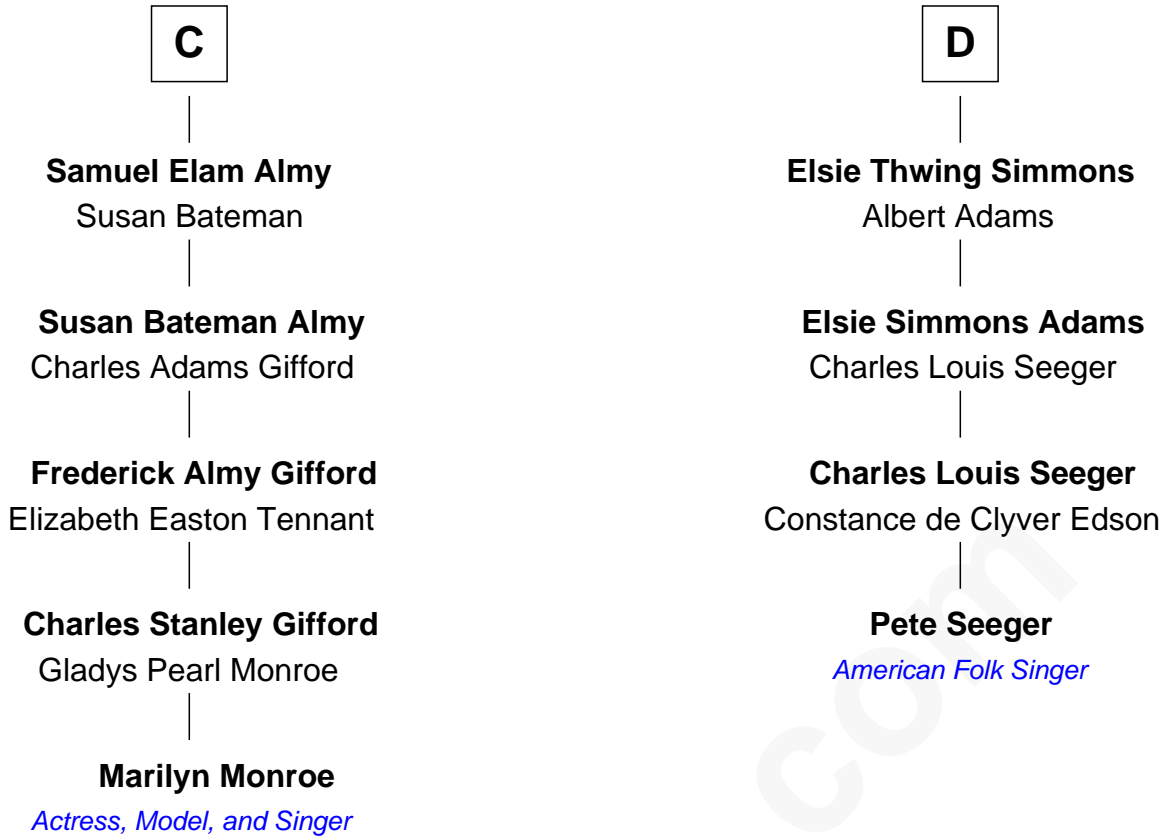 C
Samuel Elam Almy
Susan Bateman
Susan Bateman Almy
Charles Adams Gifford
Frederick Almy Gifford
Elizabeth Easton Tennant
Charles Stanley Gifford
Gladys Pearl Monroe
Marilyn Monroe
Actress, Model, and Singer
D
Elsie Thwing Simmons
Albert Adams
Elsie Simmons Adams
Charles Louis Seeger
Charles Louis Seeger
Constance de Clyver Edson
Pete Seeger
American Folk Singer
com